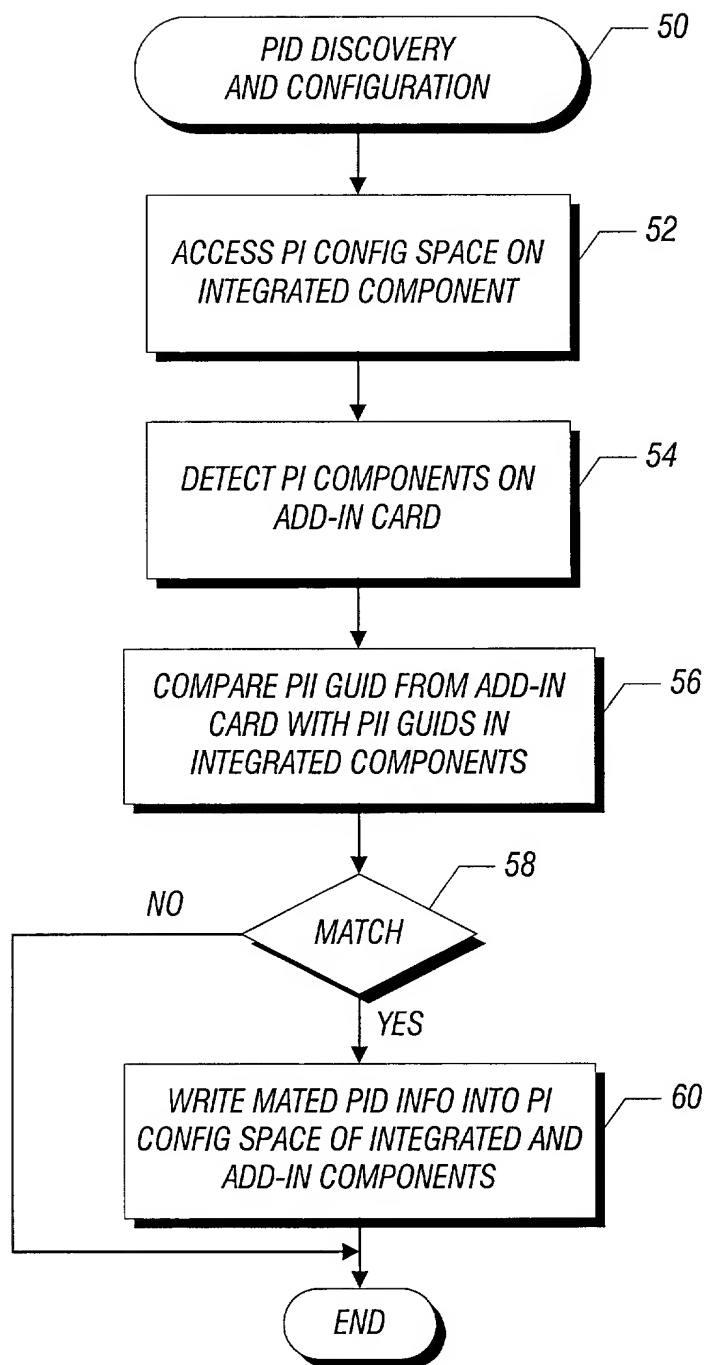 PID DISCOVERY
AND CONFIGURATION
50
ACCESS PI CONFIG SPACE ON
INTEGRATED COMPONENT
52
DETECT PI COMPONENTS ON
ADD-IN CARD
54
COMPARE PII GUID FROM ADD-IN
CARD WITH PII GUIDS IN
INTEGRATED COMPONENTS
56
58
NO
MATCH
YES
WRITE MATED PID INFO INTO PI
CONFIG SPACE OF INTEGRATED AND
ADD-IN COMPONENTS
60
END